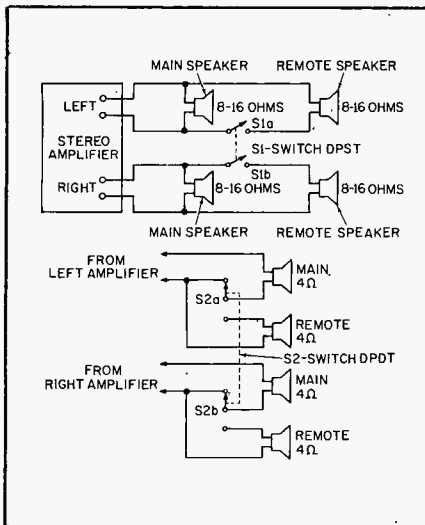 MAIN SPEAKER REMOTE SPEAKER
LEFT
8-16 OHMS 8-16 OHMS
S1a
STEREO
AMPLIFIER
S1-SWITCH DPST
RIGHT
S1b
8-16 OHMS 8-16 OHMS
MAIN SPEAKER REMOTE SPEAKER
FROM
LEFT AMPLIFIER
MAIN
4Ω
S2a
REMOTE
4Ω
S2-SWITCH DPDT
FROM
RIGHT AMPLIFIER
MAIN
4Ω
S2b
REMOTE
4Ω